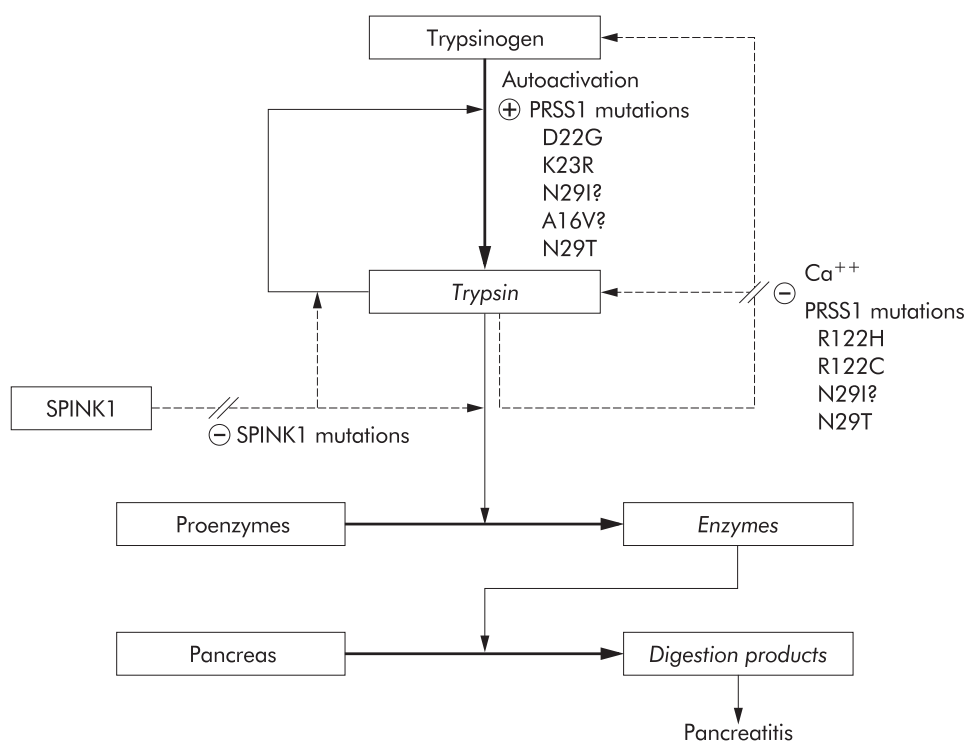 Trypsinogen
Autoactivation
⊕ PRSS1 mutations
D22G
K23R
N29I?
A16V?
N29T
Trypsin
Ca++
⊖
PRSS1 mutations
R122H
R122C
N29I?
N29T
SPINK1
⊖ SPINK1 mutations
Proenzymes
Enzymes
Pancreas
Digestion products
Pancreatitis